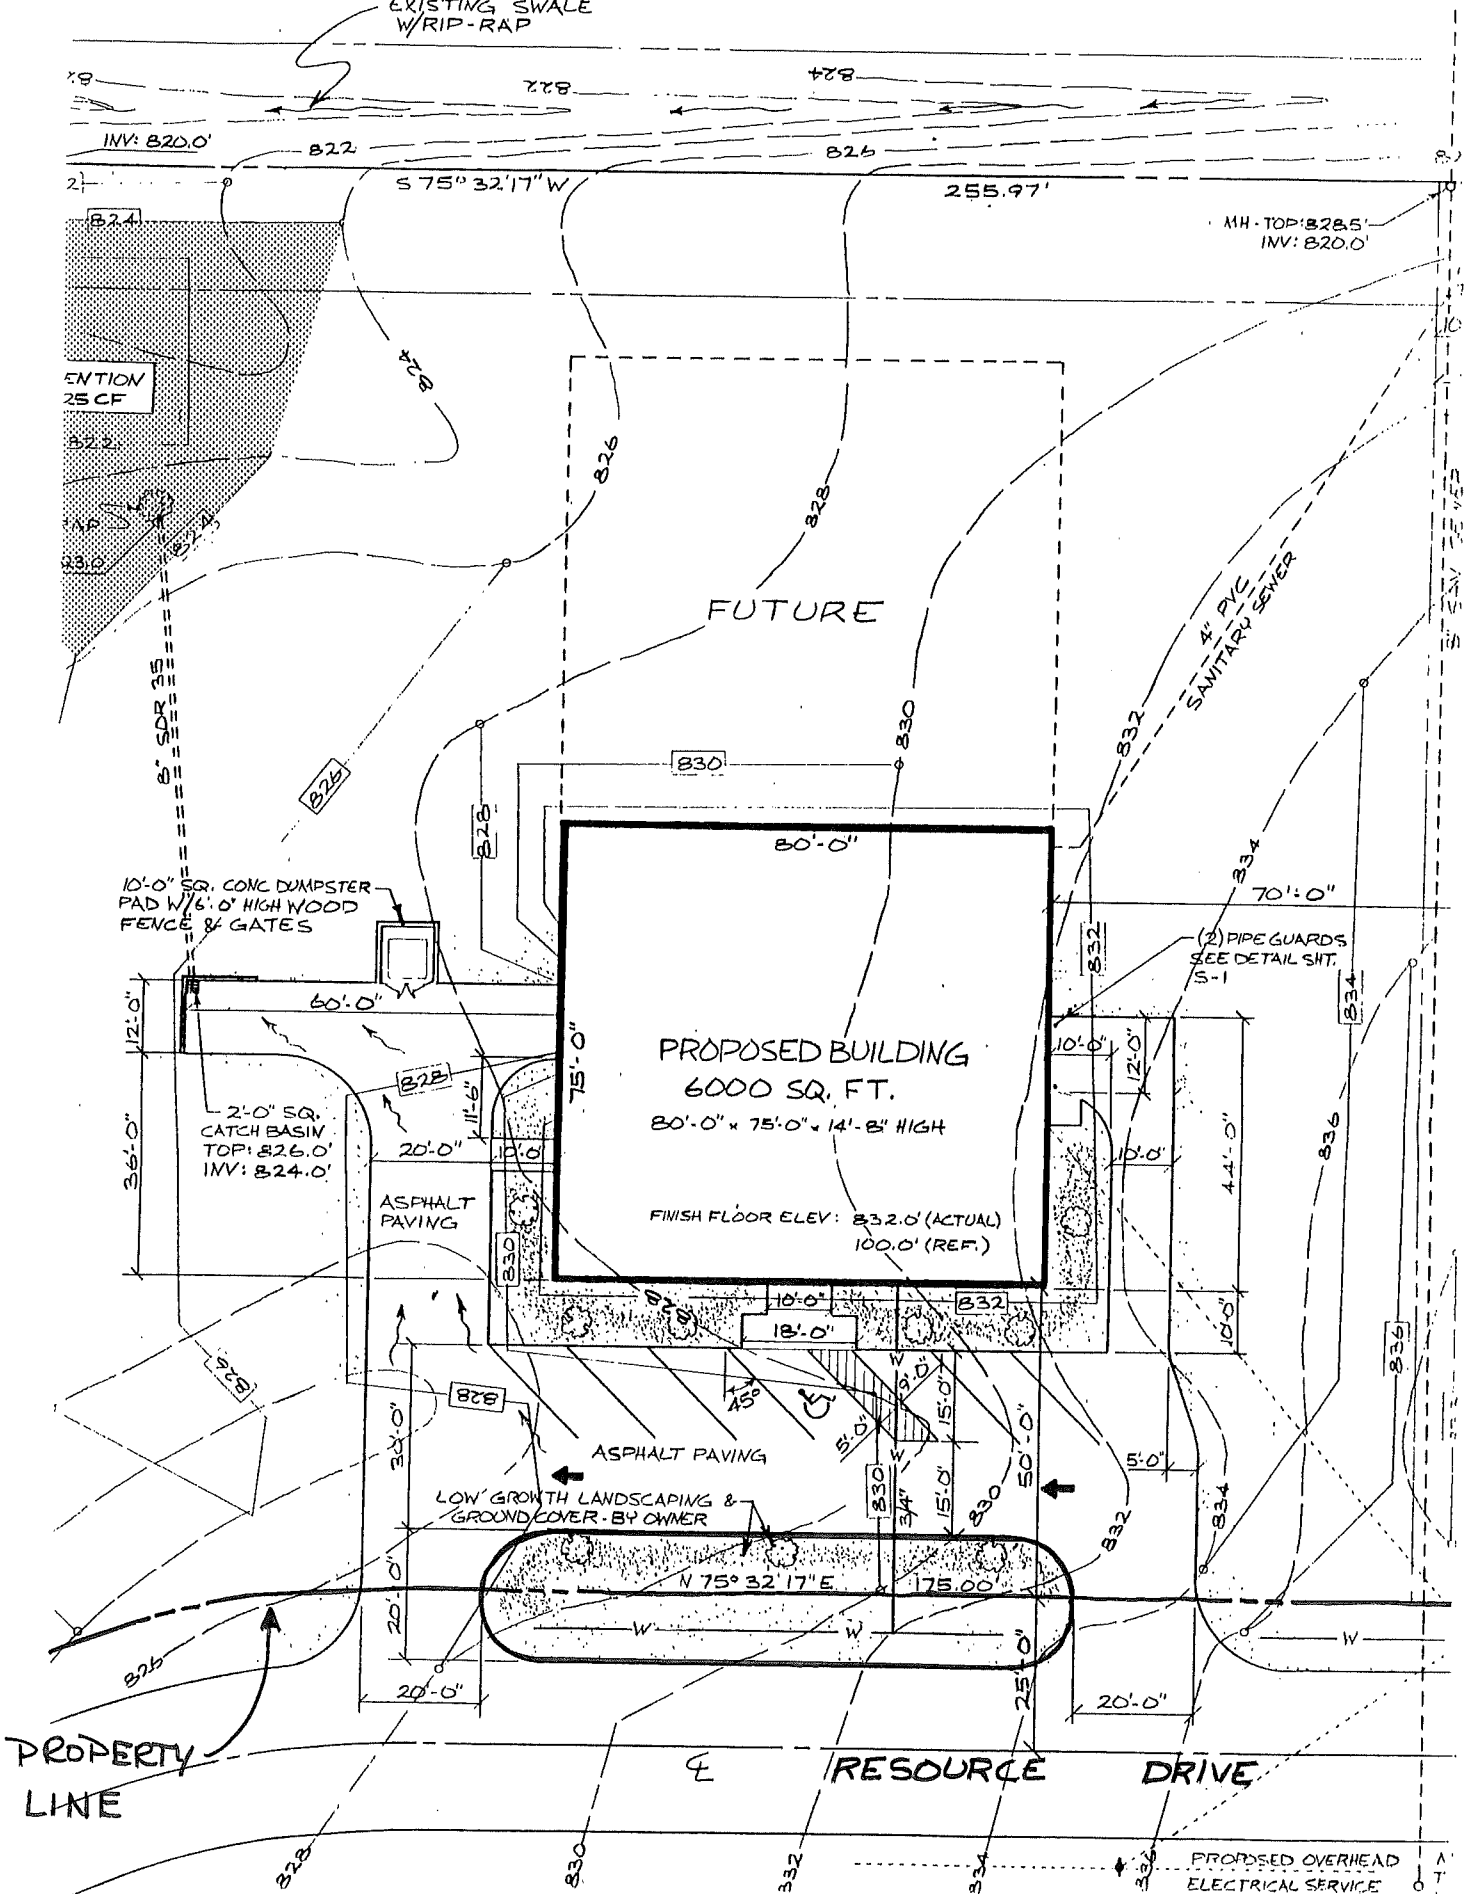 EXISTING SWALE
W/RIP-RAP
822
824
INV: 820.0'
822
826
S 75° 32' 17" W
255.97'
824
MH-TOP: 828.5'
INV: 820.0'
ENTION
25 CF
822
824
826
828
823.0
824
FUTURE
4" PVC
SANITARY SEWER
8" SDR 35
830
832
830
826
828
80'-0"
834
70'-0"
10'-0" SQ. CONC DUMPSTER
PAD W/6'-0" HIGH WOOD
FENCE & GATES
832
(2) PIPE GUARDS
SEE DETAIL SHT.
S-1
834
60'-0"
12'-0"
75'-0"
PROPOSED BUILDING
6000 SQ. FT.
80'-0" x 75'-0" x 14'-8" HIGH
10'-0"
12'-0"
828
11'-6"
2'-0" SQ.
CATCH BASIN
TOP: 826.0'
INV: 824.0'
36'-0"
20'-0"
10'-0"
10'-0"
44'-0"
836
ASPHALT
PAVING
FINISH FLOOR ELEV: 832.0' (ACTUAL)
100.0' (REF.)
830
828
10'-0"
832
18'-0"
10'-0"
836
826
828
45°
9'-0"
15'-0"
5'-0"
30'-0"
ASPHALT PAVING
830
W
W
3/4"
15'-0"
830
50'-0"
5'-0"
834
832
LOW GROWTH LANDSCAPING &
GROUND COVER - BY OWNER
N 75° 32' 17" E
175.00'
20'-0"
W
W
W
826
20'-0"
25'-0"
20'-0"
PROPERTY
LINE
℄
RESOURCE DRIVE
828
830
832
834
836
PROPOSED OVERHEAD
ELECTRICAL SERVICE